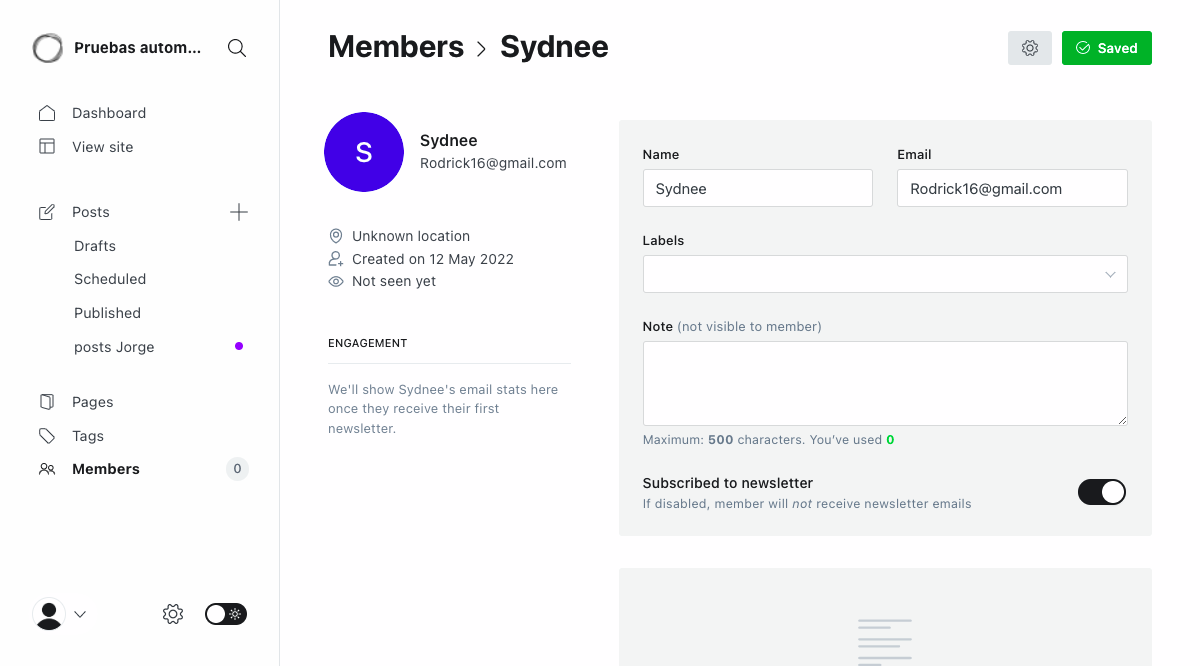 Pruebas autom...
Dashboard
View site
Posts
Drafts
Scheduled
Published
posts Jorge
Pages
Tags
Members
0
Members > Sydnee
Saved
S
Sydnee
Rodrick16@gmail.com
Unknown location
Created on 12 May 2022
Not seen yet
ENGAGEMENT
We'll show Sydnee's email stats here
once they receive their first
newsletter.
Name
Sydnee
Email
Rodrick16@gmail.com
Labels
Note (not visible to member)
Maximum: 500 characters. You've used 0
Subscribed to newsletter
If disabled, member will not receive newsletter emails